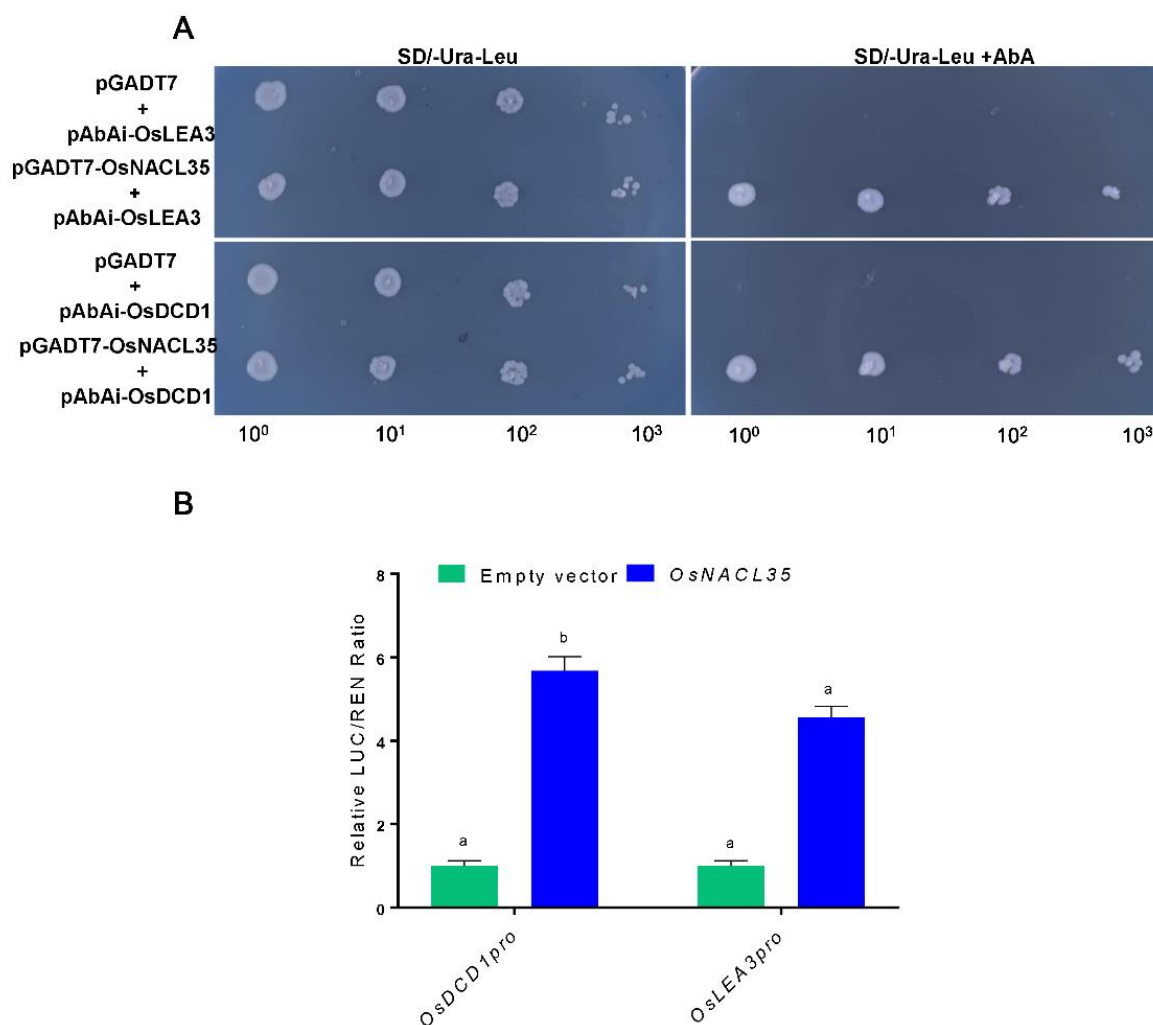 A
SD/-Ura-Leu
SD/-Ura-Leu +AbA
pGADT7
+
pAbAi-OsLEA3
pGADT7-OsNACL35
+
pAbAi-OsLEA3
pGADT7
+
pAbAi-OsDCD1
pGADT7-OsNACL35
+
pAbAi-OsDCD1
10⁰ 10¹ 10² 10³ 10⁰ 10¹ 10² 10³
B
Empty vector OsNACL35
Relative LUC/REN Ratio
8
6
4
2
0
a
b
a
a
OsDCD1pro
OsLEA3pro